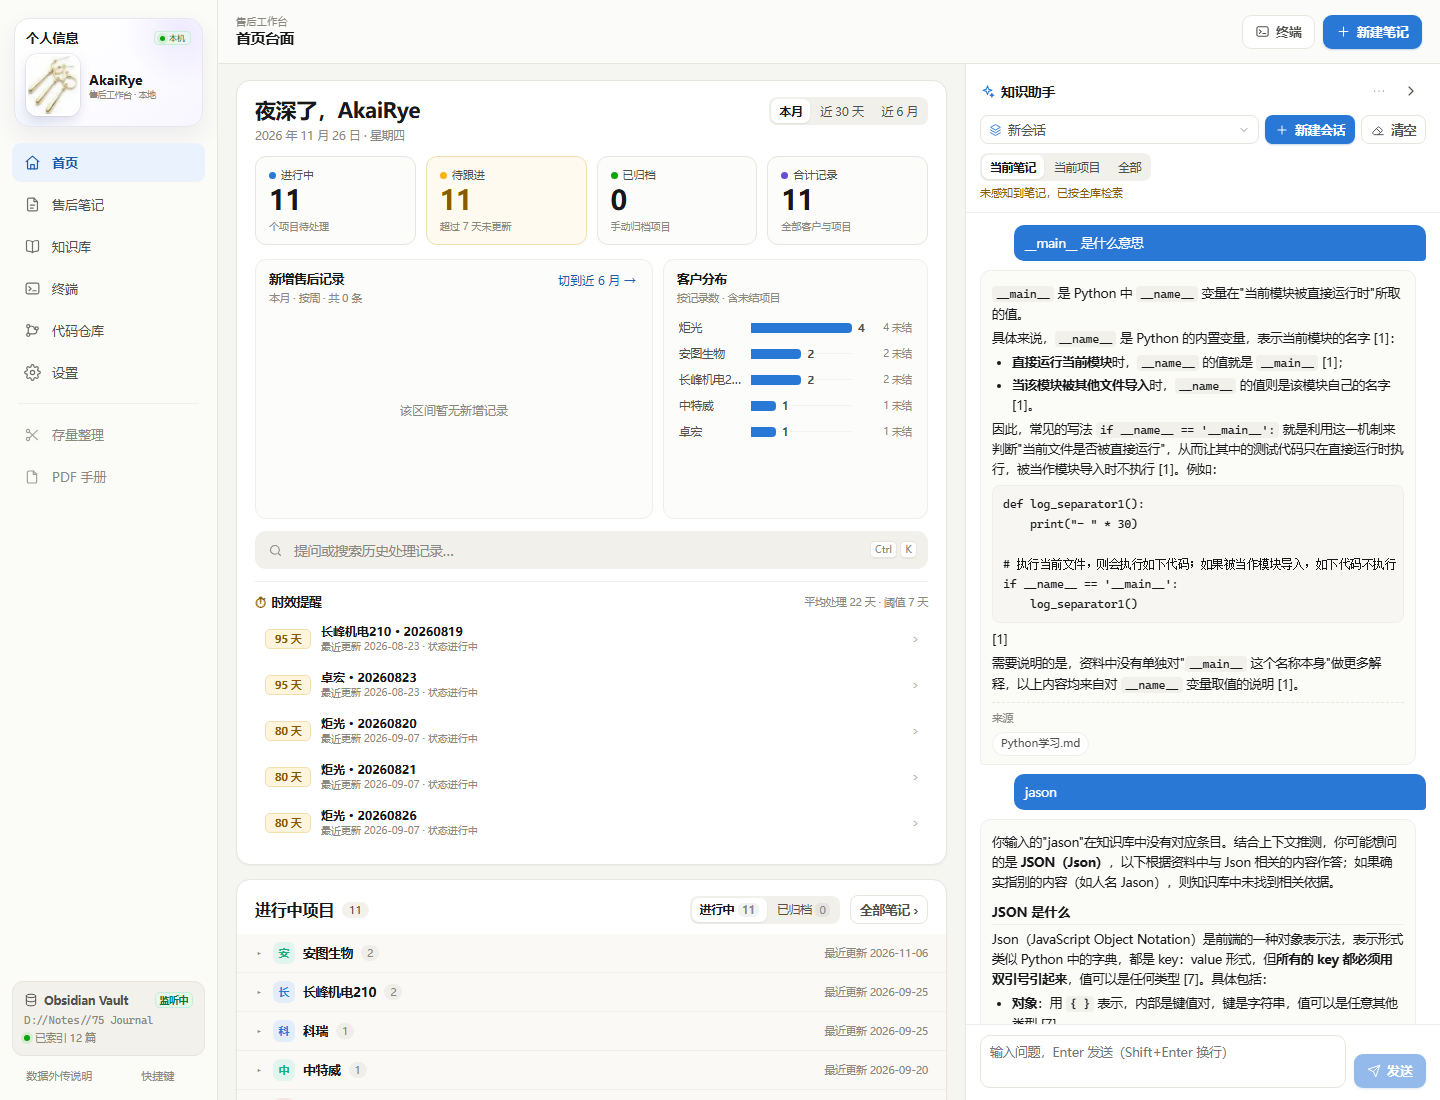 个人信息
本机
AkaiRye
售后工作台 · 本地
首页
售后笔记
知识库
终端
代码仓库
设置
存量整理
PDF 手册
Obsidian Vault
监听中
D://Notes//75 Journal
已索引 12 篇
数据外传说明
快捷键
售后工作台
首页台面
终端
新建笔记
夜深了，AkaiRye
2026 年 11 月 26 日 · 星期四
本月 近 30 天 近 6 月
进行中
11
个项目待处理
待跟进
11
超过 7 天未更新
已归档
0
手动归档项目
合计记录
11
全部客户与项目
新增售后记录
切到近 6 月 →
本月 · 按周 · 共 0 条
该区间暂无新增记录
客户分布
按记录数 · 含未结项目
炬光 4 4 未结
安图生物 2 2 未结
长峰机电2... 2 2 未结
中特威 1 1 未结
卓宏 1 1 未结
提问或搜索历史处理记录...
Ctrl K
时效提醒
平均处理 22 天 · 阈值 7 天
95 天
长峰机电210 • 20260819
最近更新 2026-08-23 · 状态进行中
95 天
卓宏 • 20260823
最近更新 2026-08-23 · 状态进行中
80 天
炬光 • 20260820
最近更新 2026-09-07 · 状态进行中
80 天
炬光 • 20260821
最近更新 2026-09-07 · 状态进行中
80 天
炬光 • 20260826
最近更新 2026-09-07 · 状态进行中
进行中项目 11
进行中 11 已归档 0
全部笔记 ›
安 安图生物 2 最近更新 2026-11-06
长 长峰机电210 2 最近更新 2026-09-25
科 科瑞 1 最近更新 2026-09-25
中 中特威 1 最近更新 2026-09-20
知识助手
新会话
新建会话
清空
当前笔记 当前项目 全部
未感知到笔记，已按全库检索
__main__ 是什么意思
__main__ 是 Python 中 __name__ 变量在"当前模块被直接运行时"所取
的值。
具体来说，__name__ 是 Python 的内置变量，表示当前模块的名字 [1]：
• 直接运行当前模块时，__name__ 的值就是 __main__ [1]；
• 当该模块被其他文件导入时，__name__ 的值则是该模块自己的名字
[1]。
因此，常见的写法 if __name__ == '__main__': 就是利用这一机制来
判断"当前文件是否被直接运行"，从而让其中的测试代码只在直接运行时执
行，被当作模块导入时不执行 [1]。例如：
def log_separator1():
    print("- " * 30)
# 执行当前文件，则会执行如下代码；如果被当作模块导入，如下代码不执行
if __name__ == '__main__':
    log_separator1()
[1]
需要说明的是，资料中没有单独对"__main__ 这个名称本身"做更多解
释，以上内容均来自对 __name__ 变量取值的说明 [1]。
来源
Python学习.md
jason
你输入的"jason"在知识库中没有对应条目。结合上下文推测，你可能想问
的是 JSON（Json），以下根据资料中与 Json 相关的内容作答；如果确
实指别的内容（如人名 Jason），则知识库中未找到相关依据。
JSON 是什么
Json（JavaScript Object Notation）是前端的一种对象表示法，表示形式
类似 Python 中的字典，都是 key：value 形式，但所有的 key 都必须用
双引号引起来，值可以是任何类型 [7]。具体包括：
• 对象：用 { } 表示，内部是键值对，键是字符串，值可以是任意其他
类型 [7]
输入问题，Enter 发送（Shift+Enter 换行）
发送